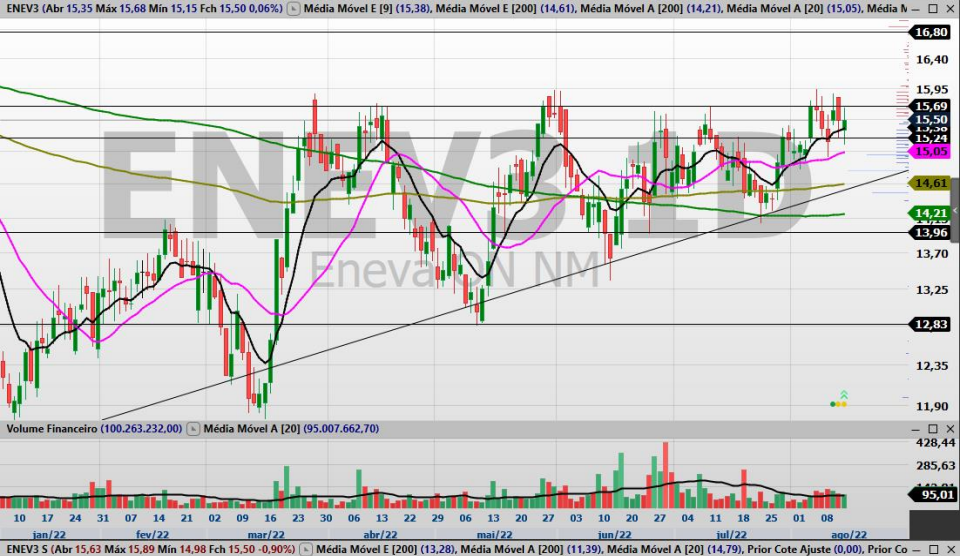 ENEV3 (Abr 15,35 Máx 15,68 Mín 15,15 Fch 15,50 0,06%) Média Móvel E [9] (15,38), Média Móvel E [200] (14,61), Média Móvel A [200] (14,21), Média Móvel A [20] (15,05), Média M
16,80
16,40
15,95
15,69
15,50
15,38
15,24
15,05
14,61
14,21
13,96
13,70
13,25
12,83
12,35
11,90
ENEV3ED
Eneva ON NM
Volume Financeiro (100.263.232,00) Média Móvel A [20] (95.007.662,70)
428,44
285,63
95,01
10 17 24 31 07 14 21 02 09 16 23 30 06 13 22 29 06 13 20 27 03 10 20 27 04 11 18 25 01 08
jan/22 fev/22 mar/22 abr/22 mai/22 jun/22 jul/22 ago/22
ENEV3 S (Abr 15,63 Máx 15,89 Mín 14,98 Fch 15,50 -0,90%) Média Móvel E [200] (13,28), Média Móvel A [200] (11,39), Média Móvel A [20] (14,79), Prior Cote Ajuste (0,00), Prior Co